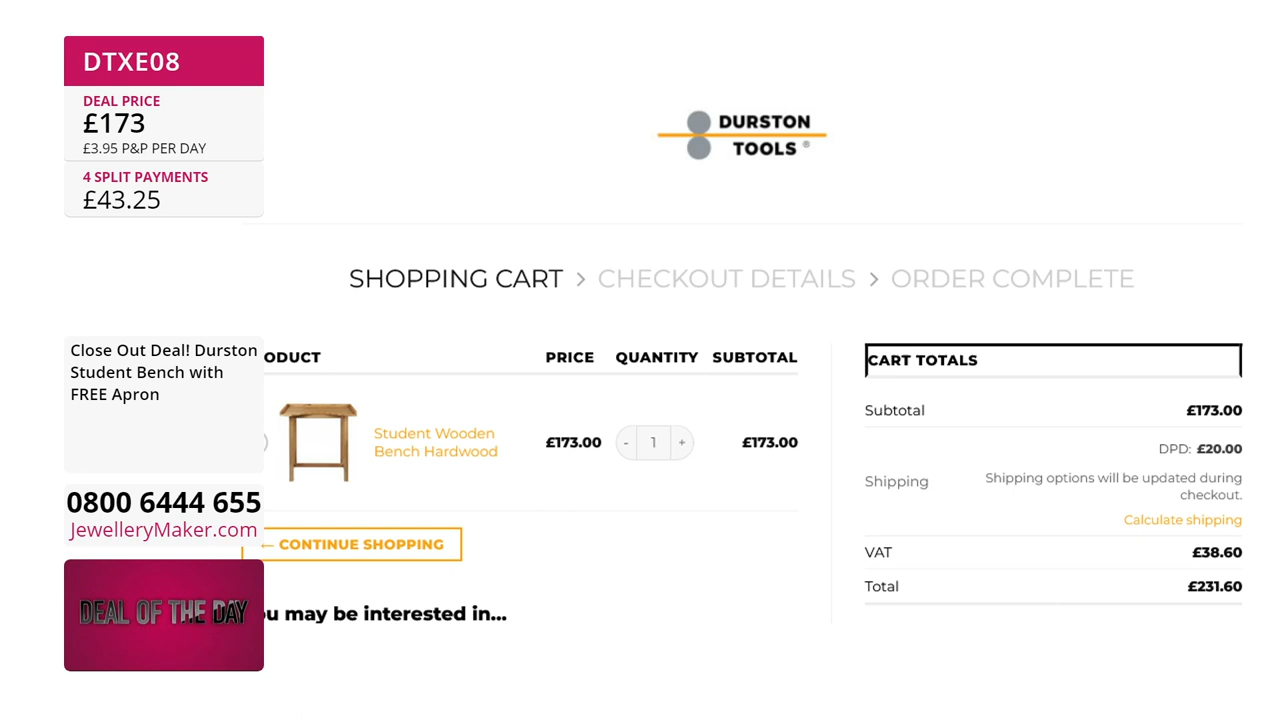 DTXE08
DEAL PRICE
£173
£3.95 P&P PER DAY
4 SPLIT PAYMENTS
£43.25
DURSTON
TOOLS ®
SHOPPING CART > CHECKOUT DETAILS > ORDER COMPLETE
Close Out Deal! Durston
Student Bench with
FREE Apron
0800 6444 655
JewelleryMaker.com
DEAL OF THE DAY
ODUCT PRICE QUANTITY SUBTOTAL
Student Wooden
Bench Hardwood
£173.00 - 1 + £173.00
← CONTINUE SHOPPING
u may be interested in...
CART TOTALS
Subtotal £173.00
Shipping
DPD: £20.00
Shipping options will be updated during
checkout.
Calculate shipping
VAT £38.60
Total £231.60